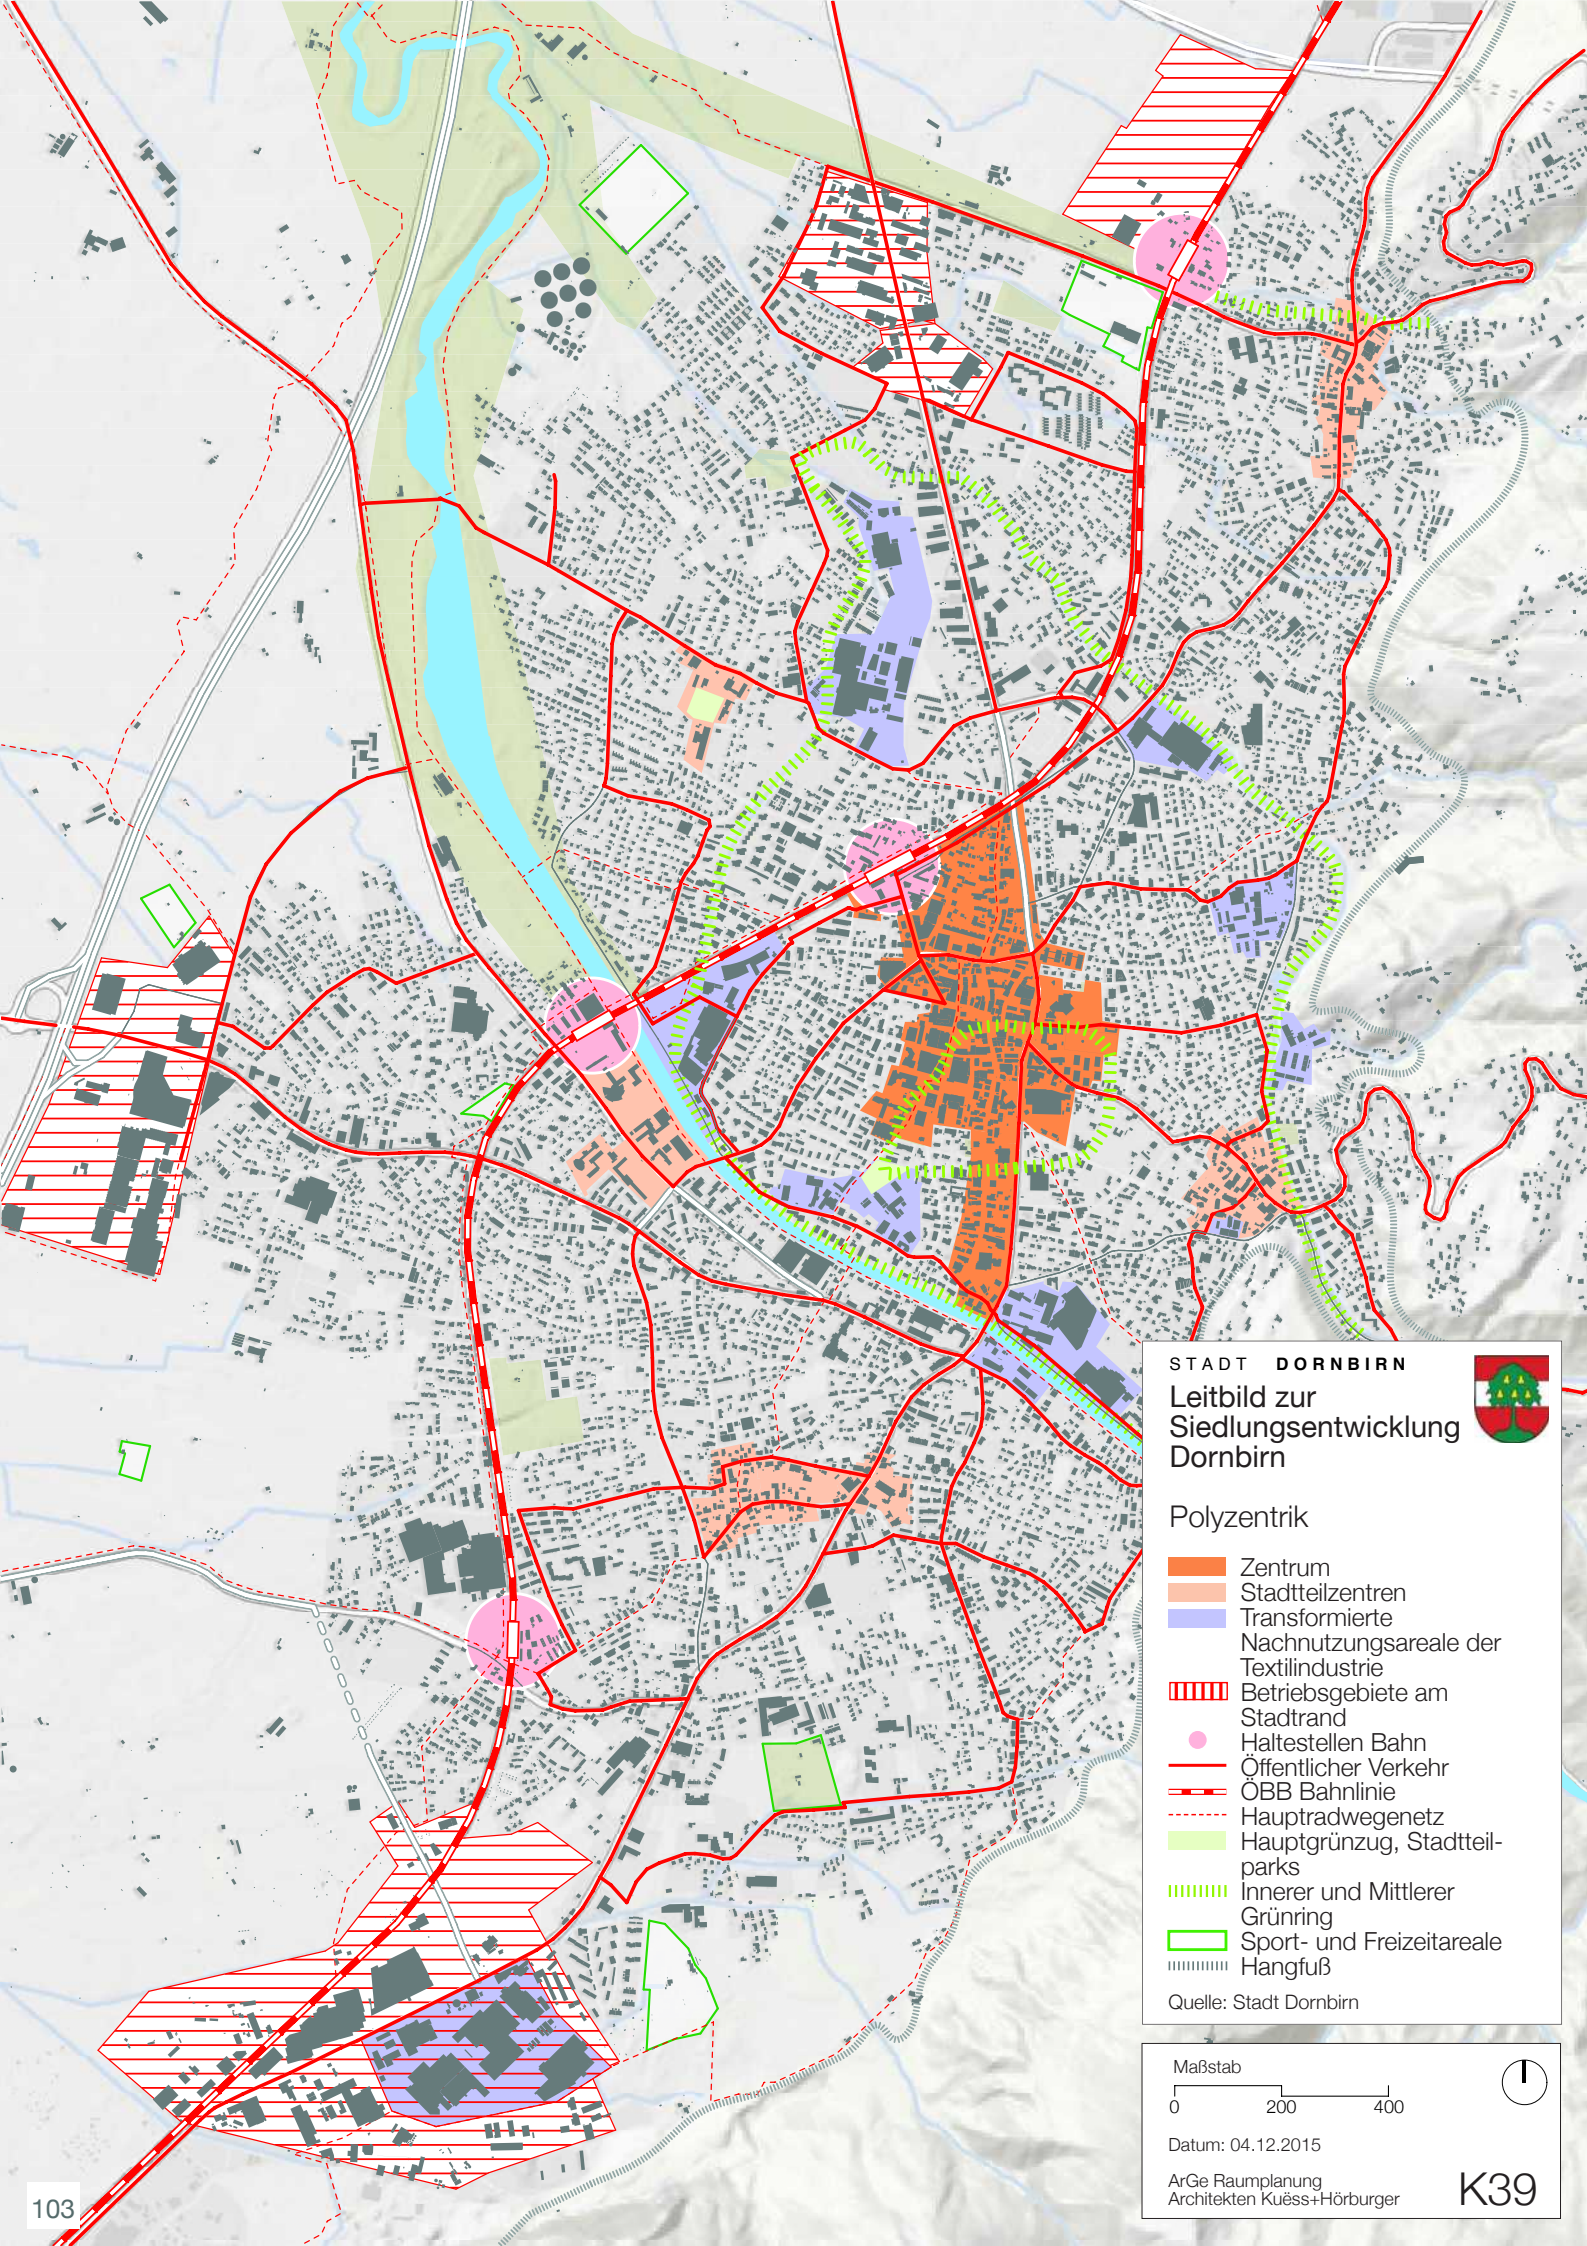 STADT DORNBIRN
Leitbild zur
Siedlungsentwicklung
Dornbirn
Polyzentrik
Zentrum
Stadtteilzentren
Transformierte
Nachnutzungsareale der
Textilindustrie
Betriebsgebiete am
Stadtrand
Haltestellen Bahn
Öffentlicher Verkehr
ÖBB Bahnlinie
Hauptradwegenetz
Hauptgrünzug, Stadtteil-
parks
Innerer und Mittlerer
Grünring
Sport- und Freizeitareale
Hangfuß
Quelle: Stadt Dornbirn
Maßstab
0 200 400
Datum: 04.12.2015
ArGe Raumplanung
Architekten Kuëss+Hörburger
K39
103